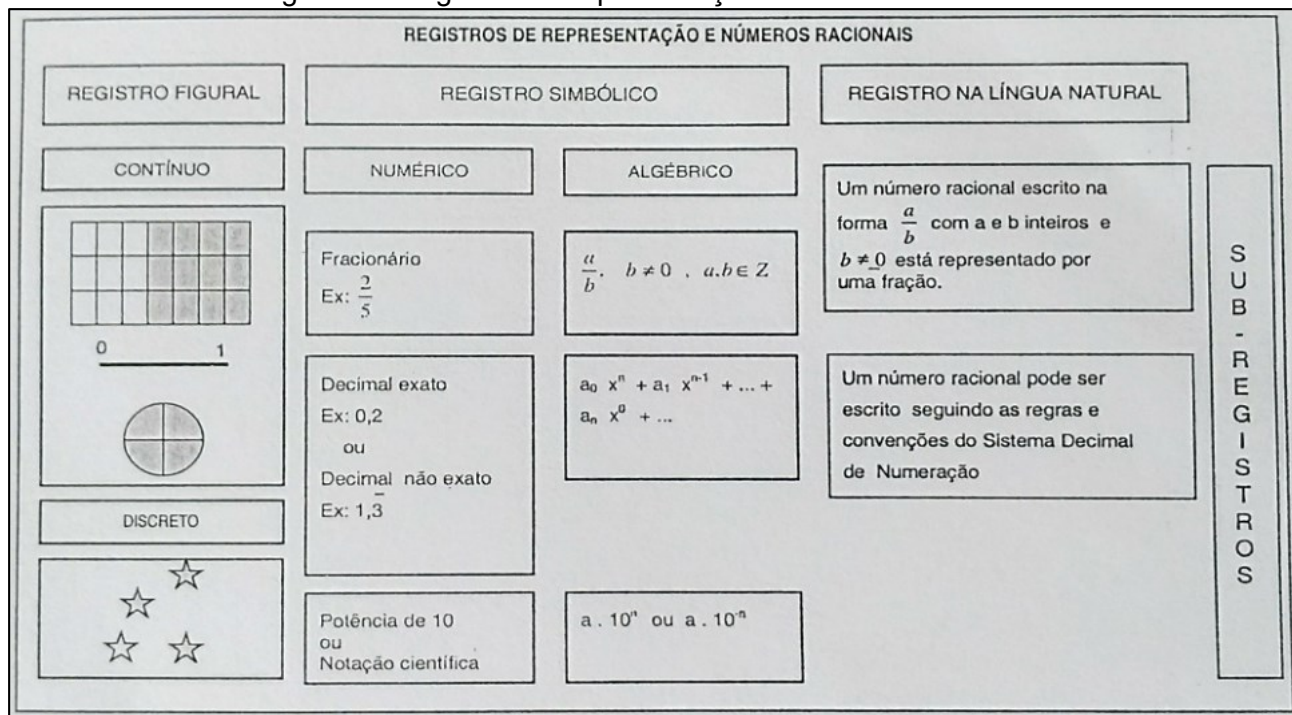 REGISTROS DE REPRESENTAÇÃO E NÚMEROS RACIONAIS
REGISTRO FIGURAL
REGISTRO SIMBÓLICO
REGISTRO NA LÍNGUA NATURAL
CONTÍNUO
NUMÉRICO
ALGÉBRICO
0 1
DISCRETO
Fracionário
Ex: 2/5
Decimal exato
Ex: 0,2
ou
Decimal não exato
Ex: 1,3̅
Potência de 10
ou
Notação científica
a/b, b ≠ 0 , a.b ∈ Z
a₀ xⁿ + a₁ xⁿ⁻¹ + ... +
aₙ x⁰ + ...
a . 10ⁿ ou a . 10⁻ⁿ
Um número racional escrito na
forma a/b com a e b inteiros e
b ≠ 0 está representado por
uma fração.
Um número racional pode ser
escrito seguindo as regras e
convenções do Sistema Decimal
de Numeração
SUB-REGISTROS